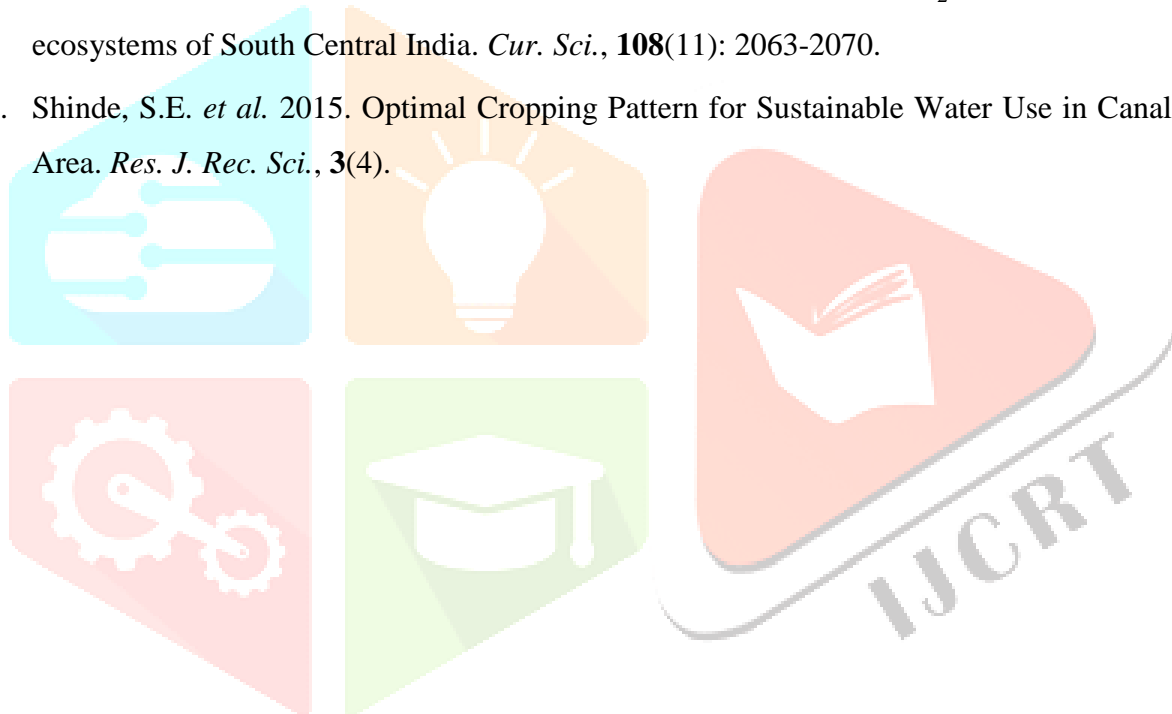 2
ecosystems of South Central India. Cur. Sci., 108(11): 2063-2070.
. Shinde, S.E. et al. 2015. Optimal Cropping Pattern for Sustainable Water Use in Canal
Area. Res. J. Rec. Sci., 3(4).
IJCRT